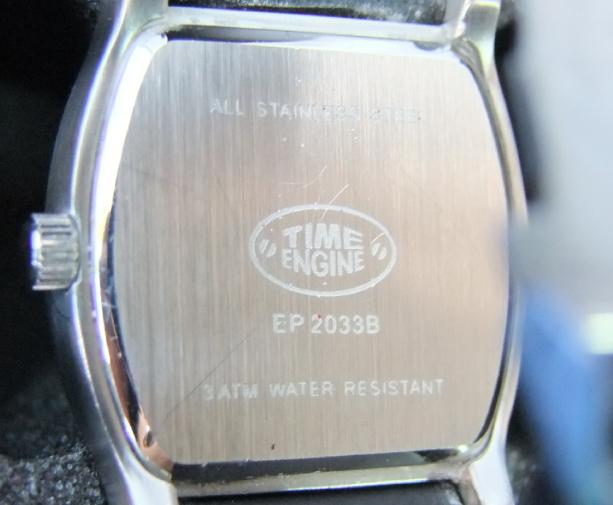 ALL STAINLESS STEEL
TIME
ENGINE
EP 2033B
3 ATM WATER RESISTANT